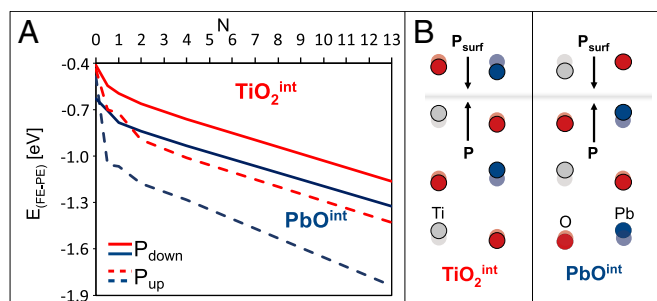 A
N
0 1 2 3 4 5 6 7 8 9 10 11 12 13
-0.4
-0.7
-1.0
-1.3
-1.6
-1.9
E(FE-PE) [eV]
TiO2int
PbOint
Pdown
Pup
B
Psurf
Psurf
P
P
Ti
O
Pb
TiO2int
PbOint